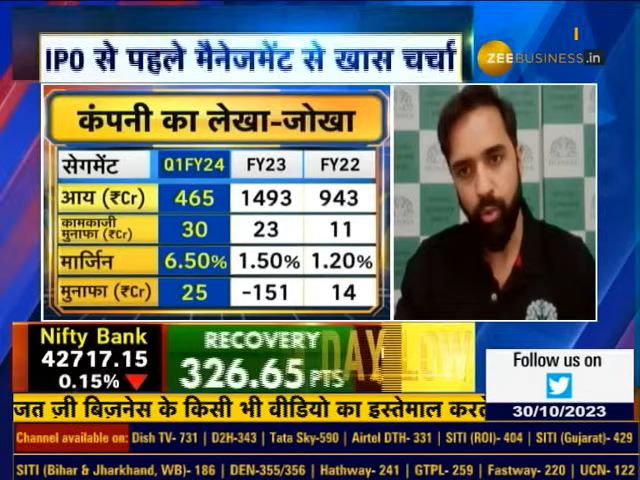 IPO से पहले मैनेजमेंट से खास चर्चा
ZEEBUSINESS.in
कंपनी का लेखा-जोखा
सेगमेंट Q1FY24 FY23 FY22
आय (₹Cr) 465 1493 943
कामकाजी मुनाफा (₹Cr) 30 23 11
मार्जिन 6.50% 1.50% 1.20%
मुनाफा (₹Cr) 25 -151 14
Nifty Bank
42717.15
0.15%
RECOVERY
326.65 PTS
DAY LOW
Follow us on
30/10/2023
जत ज़ी बिज़नेस के किसी भी वीडियो का इस्तेमाल करते
Channel available on: Dish TV- 731 | D2H-343 | Tata Sky-590 | Airtel DTH- 331 | SITI (ROI)- 404 | SITI (Gujarat)- 429
SITI (Bihar & Jharkhand, WB)- 186 | DEN-355/356 | Hathway- 241 | GTPL- 259 | Fastway- 220 | UCN- 122